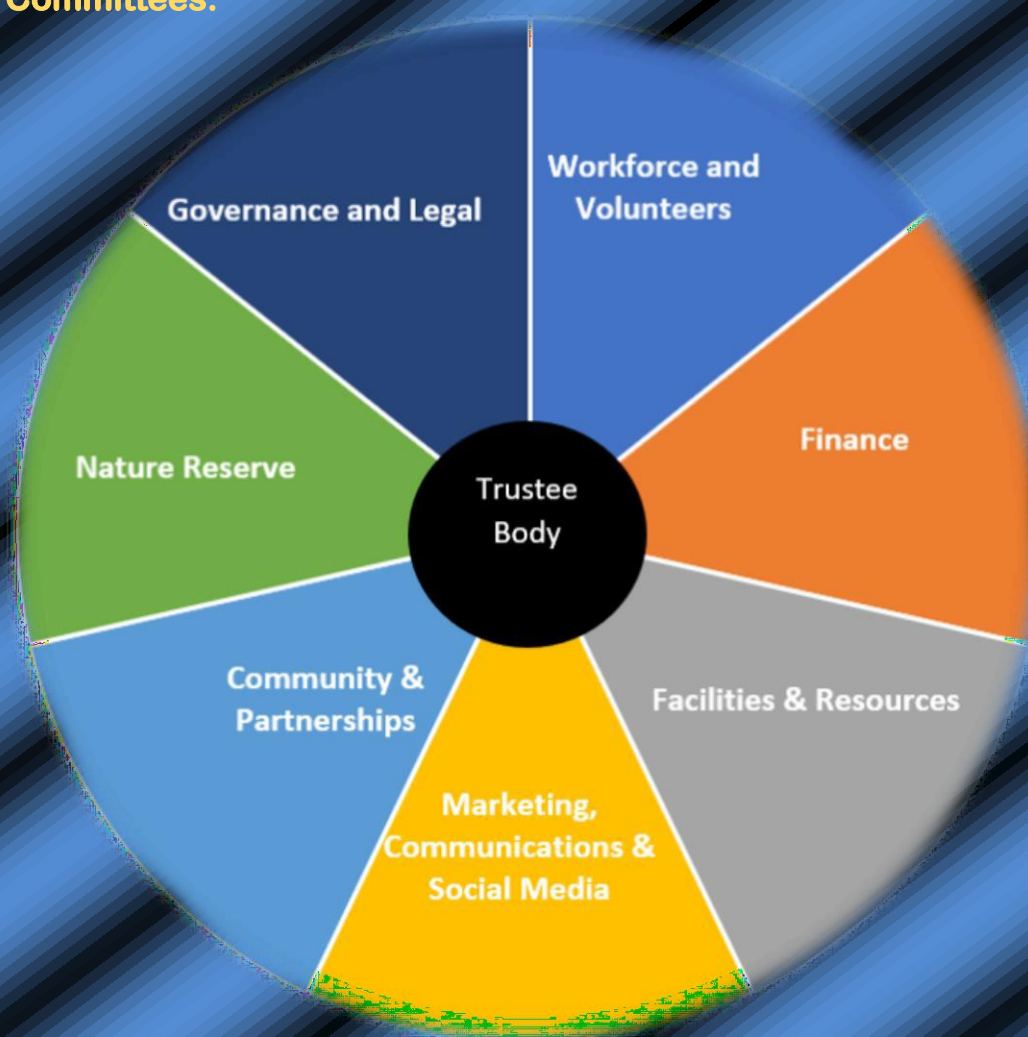 Committees:
Governance and Legal
Workforce and
Volunteers
Nature Reserve
Finance
Trustee
Body
Community &
Partnerships
Facilities & Resources
Marketing,
Communications &
Social Media